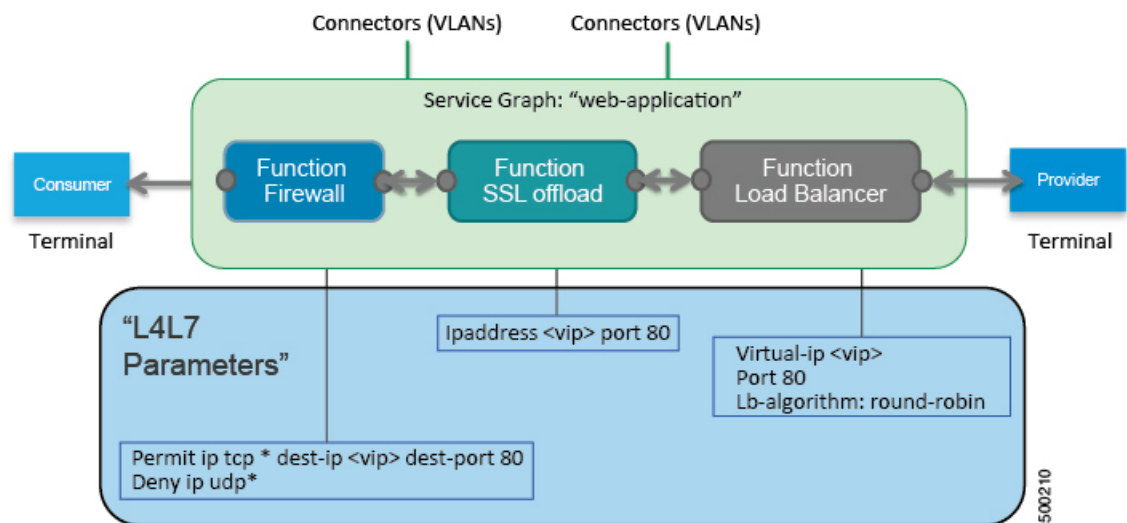 Connectors (VLANs)
Connectors (VLANs)
Service Graph: “web-application”
Consumer
Terminal
Function
Firewall
Function
SSL offload
Function
Load Balancer
Provider
Terminal
“L4L7
Parameters”
Ipaddress <vip> port 80
Virtual-ip <vip>
Port 80
Lb-algorithm: round-robin
Permit ip tcp * dest-ip <vip> dest-port 80
Deny ip udp*
500210